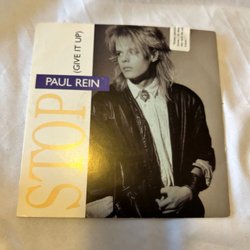 STOP
(GIVE IT UP)
PAUL REIN